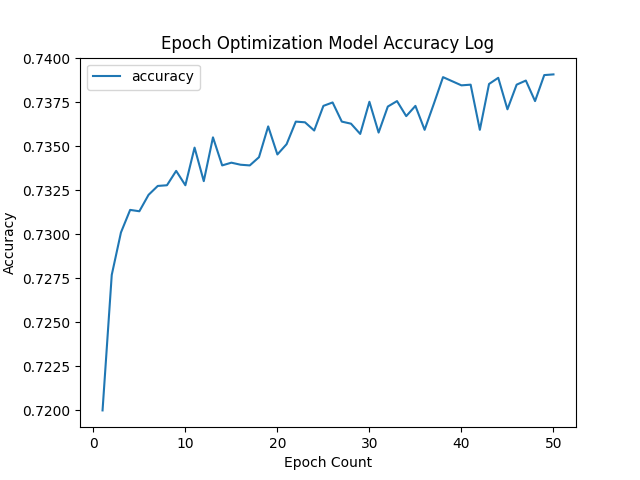 Epoch Optimization Model Accuracy Log
accuracy
0.7400
0.7375
0.7350
0.7325
0.7300
0.7275
0.7250
0.7225
0.7200
Accuracy
0 10 20 30 40 50
Epoch Count